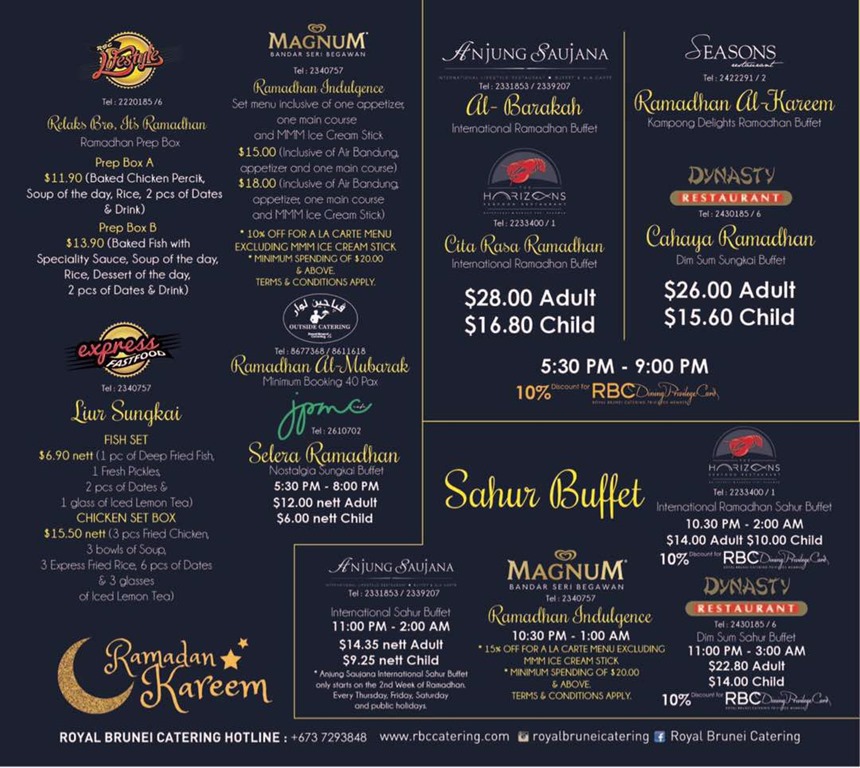 RBC
Lifestyle
Tel : 2220185 /6
Relaks Bro, It's Ramadhan
Ramadhan Prep Box
Prep Box A
$11.90 (Baked Chicken Percik,
Soup of the day, Rice, 2 pcs of Dates
& Drink)
Prep Box B
$13.90 (Baked Fish with
Speciality Sauce, Soup of the day,
Rice, Dessert of the day,
2 pcs of Dates & Drink)
express
FASTFOOD
Tel : 2340757
Liur Sungkai
FISH SET
$6.90 nett (1 pc of Deep Fried Fish,
1 Fresh Pickles,
2 pcs of Dates &
1 glass of Iced Lemon Tea)
CHICKEN SET BOX
$15.50 nett (3 pcs Fried Chicken,
3 bowls of Soup,
3 Express Fried Rice, 6 pcs of Dates
& 3 glasses
of Iced Lemon Tea)
MAGNUM
BANDAR SERI BEGAWAN
Tel : 2340757
Ramadhan Indulgence
Set menu inclusive of one appetizer,
one main course
and MMM Ice Cream Stick
$15.00 (Inclusive of Air Bandung,
appetizer and one main course)
$18.00 (Inclusive of Air Bandung,
appetizer, one main course
and MMM Ice Cream Stick)
* 10% OFF FOR A LA CARTE MENU
EXCLUDING MMM ICE CREAM STICK
* MINIMUM SPENDING OF $20.00
& ABOVE.
TERMS & CONDITIONS APPLY.
ڤياجين لوار
OUTSIDE CATERING
Tel : 8677368 / 8611618
Ramadhan Al-Mubarak
Minimum Booking 40 Pax
jpmc
Tel : 2610702
Selera Ramadhan
Nostalgia Sungkai Buffet
5:30 PM - 8:00 PM
$12.00 nett Adult
$6.00 nett Child
ANJUNG SAUJANA
Tel : 2331853 / 2339207
Al- Barakah
International Ramadhan Buffet
THE
HORIZONS
SEAFOOD RESTAURANT
Tel : 2233400 / 1
Cita Rasa Ramadhan
International Ramadhan Buffet
$28.00 Adult
$16.80 Child
SEASONS
restaurant
Tel : 2422291 / 2
Ramadhan Al-Kareem
Kampong Delights Ramadhan Buffet
DYNASTY
RESTAURANT
Tel : 2430185 / 6
Cahaya Ramadhan
Dim Sum Sungkai Buffet
$26.00 Adult
$15.60 Child
5:30 PM - 9:00 PM
10% Discount for RBC Dining Privilege Card
Sahur Buffet
THE
HORIZONS
SEAFOOD RESTAURANT
Tel : 2233400 / 1
International Ramadhan Sahur Buffet
10.30 PM - 2:00 AM
$14.00 Adult $10.00 Child
10% Discount for RBC Dining Privilege Card
ANJUNG SAUJANA
Tel : 2331853 / 2339207
International Sahur Buffet
11:00 PM - 2:00 AM
$14.35 nett Adult
$9.25 nett Child
* Anjung Saujana International Sahur Buffet
only starts on the 2nd Week of Ramadhan.
Every Thursday, Friday, Saturday
and public holidays.
MAGNUM
BANDAR SERI BEGAWAN
Tel : 2340757
Ramadhan Indulgence
10:30 PM - 1:00 AM
* 15% OFF FOR A LA CARTE MENU EXCLUDING
MMM ICE CREAM STICK
* MINIMUM SPENDING OF $20.00
& ABOVE.
TERMS & CONDITIONS APPLY.
DYNASTY
RESTAURANT
Tel : 2430185 / 6
Dim Sum Sahur Buffet
11:00 PM - 3:00 AM
$22.80 Adult
$14.00 Child
10% Discount for RBC Dining Privilege Card
Ramadan
Kareem
ROYAL BRUNEI CATERING HOTLINE : +673 7293848 www.rbccatering.com royalbruneicatering Royal Brunei Catering